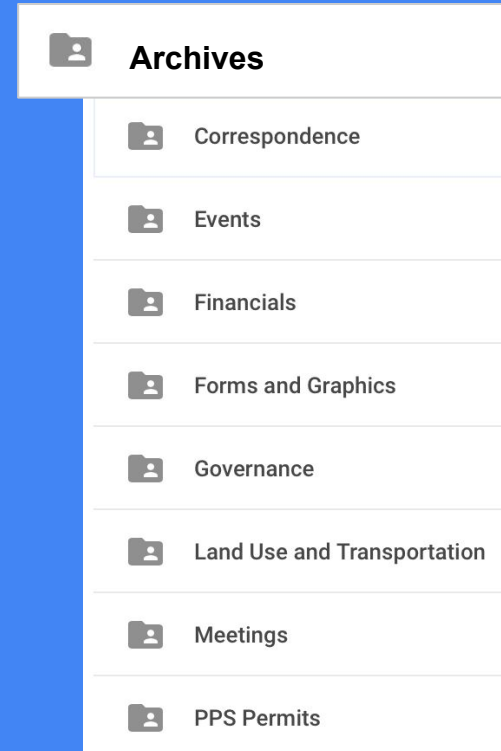 Archives
Correspondence
Events
Financials
Forms and Graphics
Governance
Land Use and Transportation
Meetings
PPS Permits